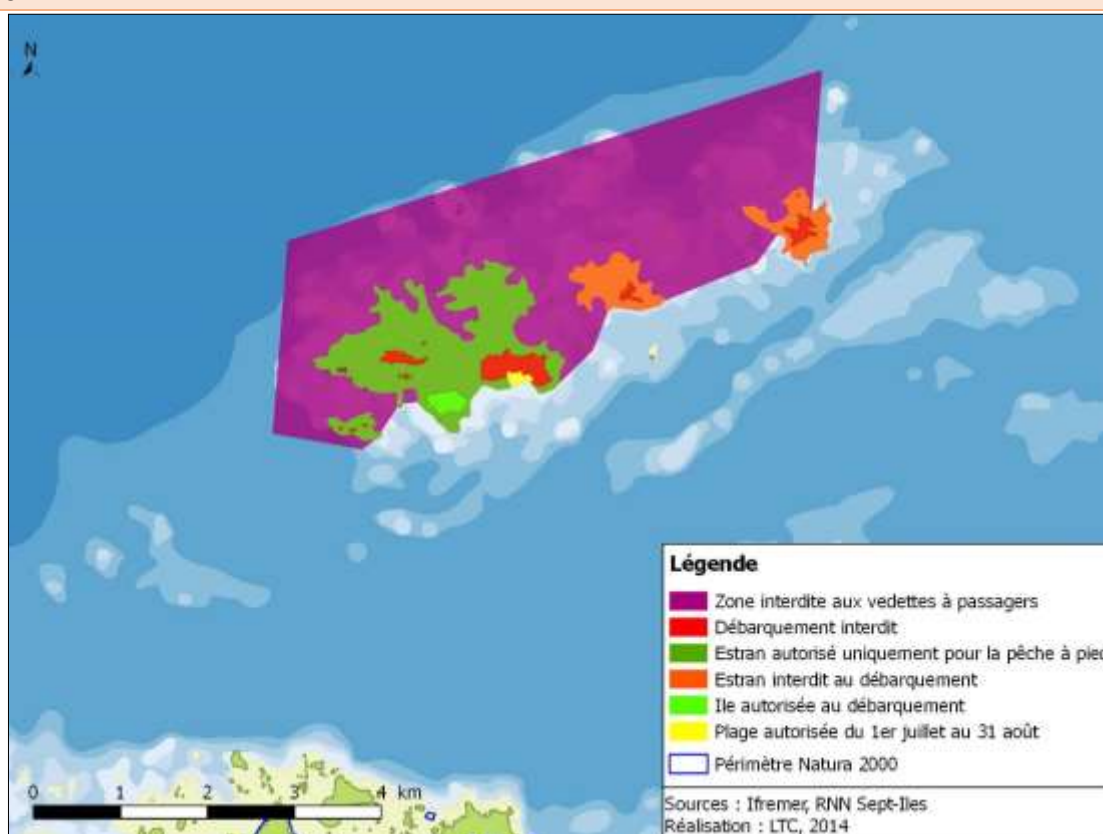 N
0 1 2 3 4 km
Légende
Zone interdite aux vedettes à passagers
Débarquement interdit
Estran autorisé uniquement pour la pêche à pied
Estran interdit au débarquement
Ile autorisée au débarquement
Plage autorisée du 1er juillet au 31 août
Périmètre Natura 2000
Sources : Ifremer, RNN Sept-Iles
Réalisation : LTC, 2014